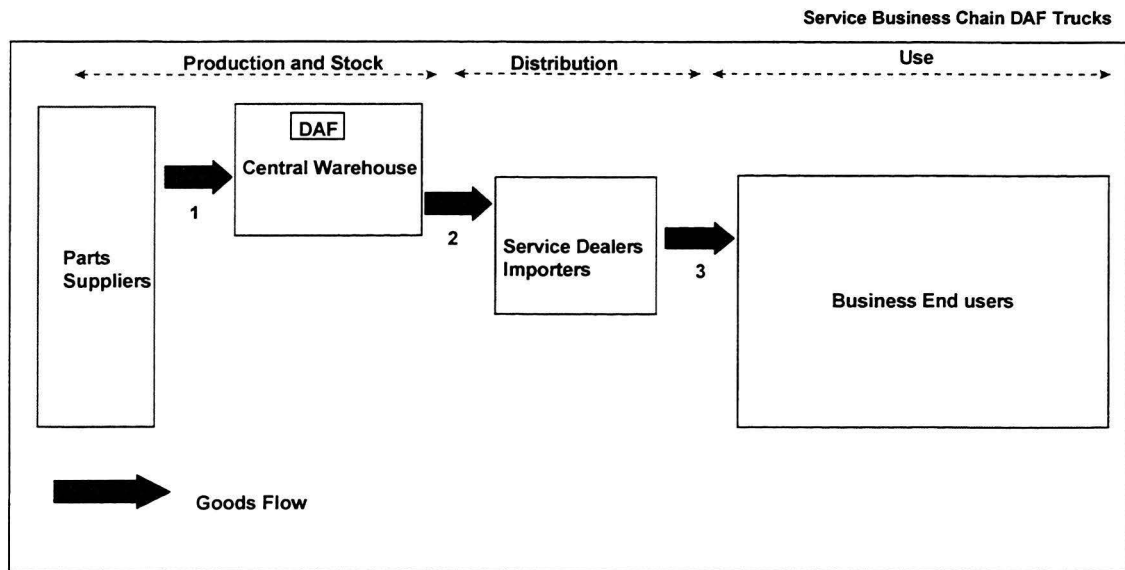 Service Business Chain DAF Trucks
Production and Stock
Distribution
Use
DAF
Central Warehouse
1
2
Service Dealers
Importers
3
Parts
Suppliers
Business End users
Goods Flow